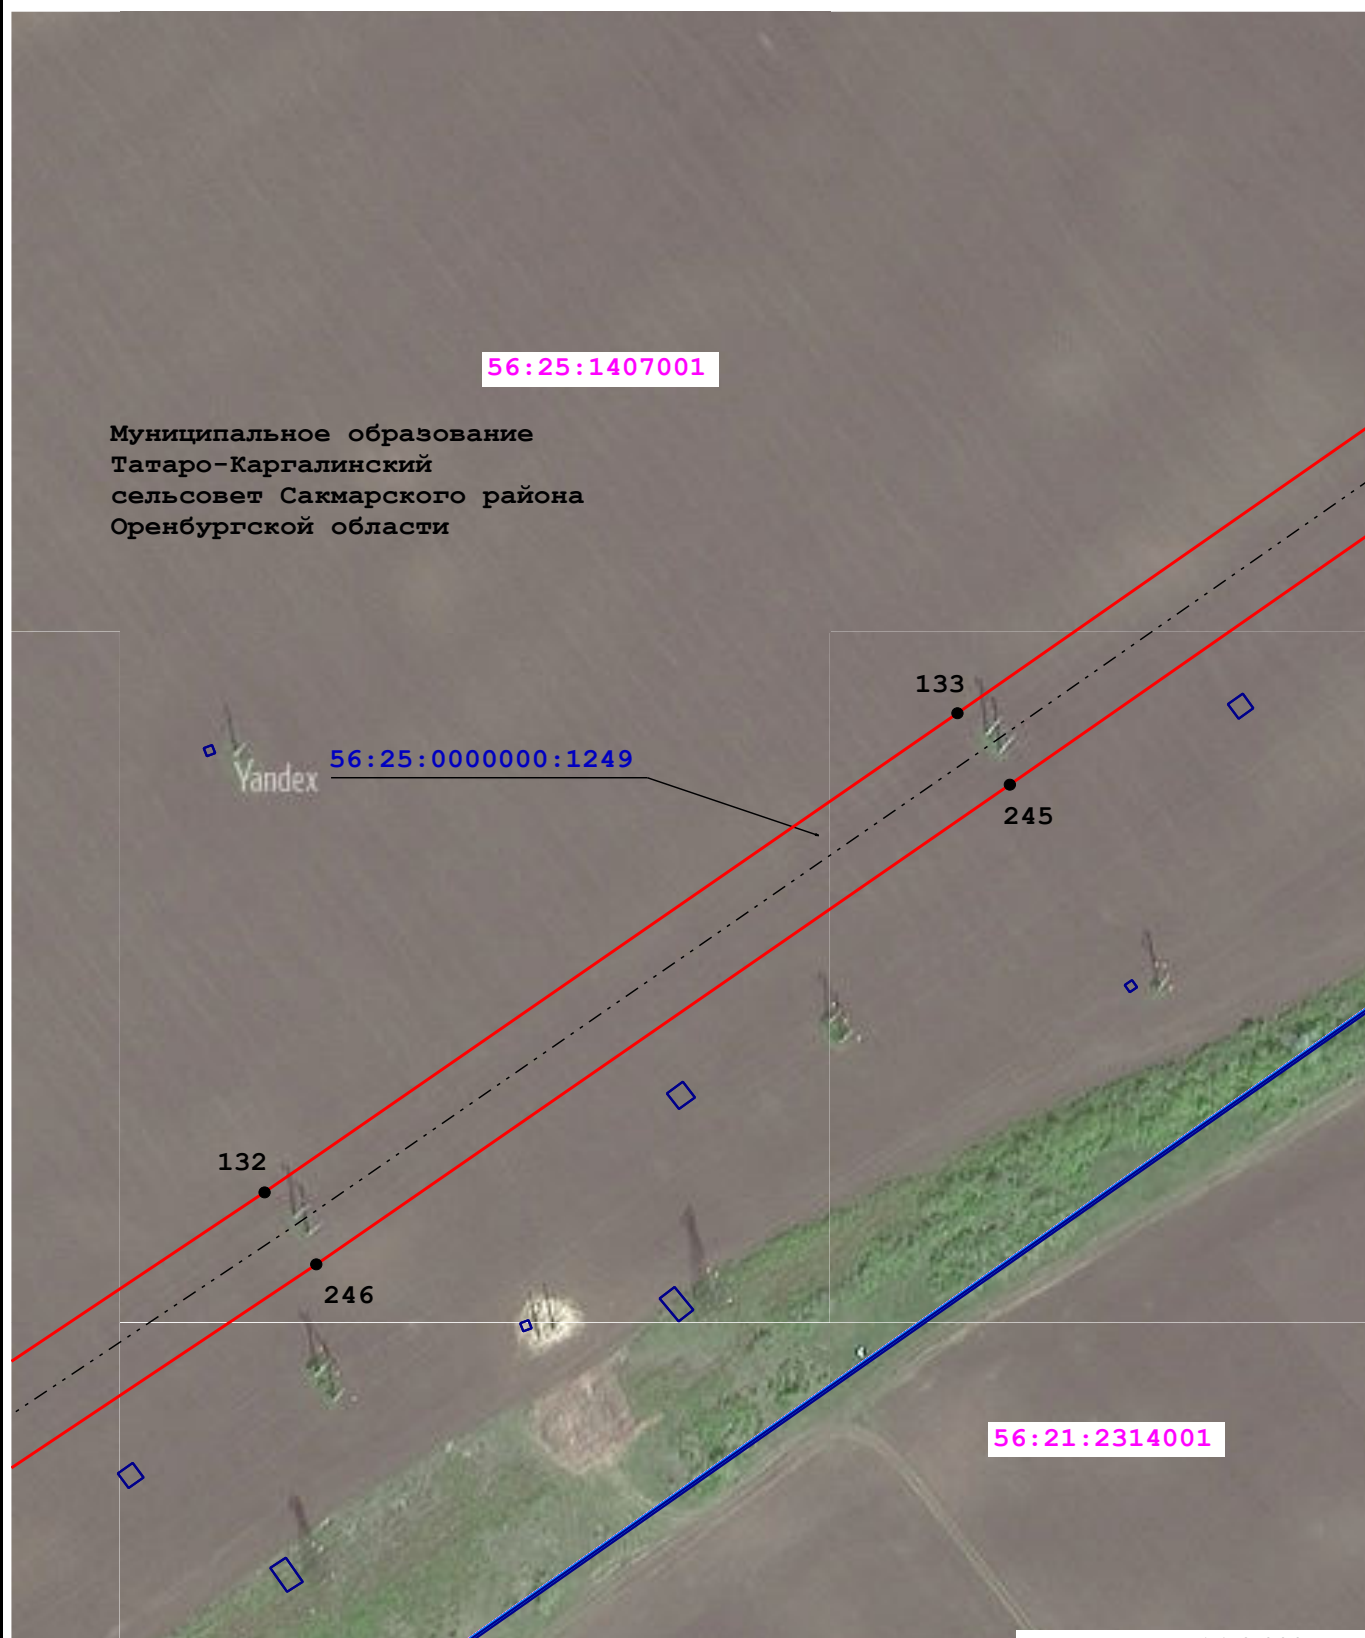 56:25:1407001
Муниципальное образование
Татаро-Каргалинский
сельсовет Сакмарского района
Оренбургской области
133
56:25:0000000:1249
Yandex
245
132
246
56:21:2314001